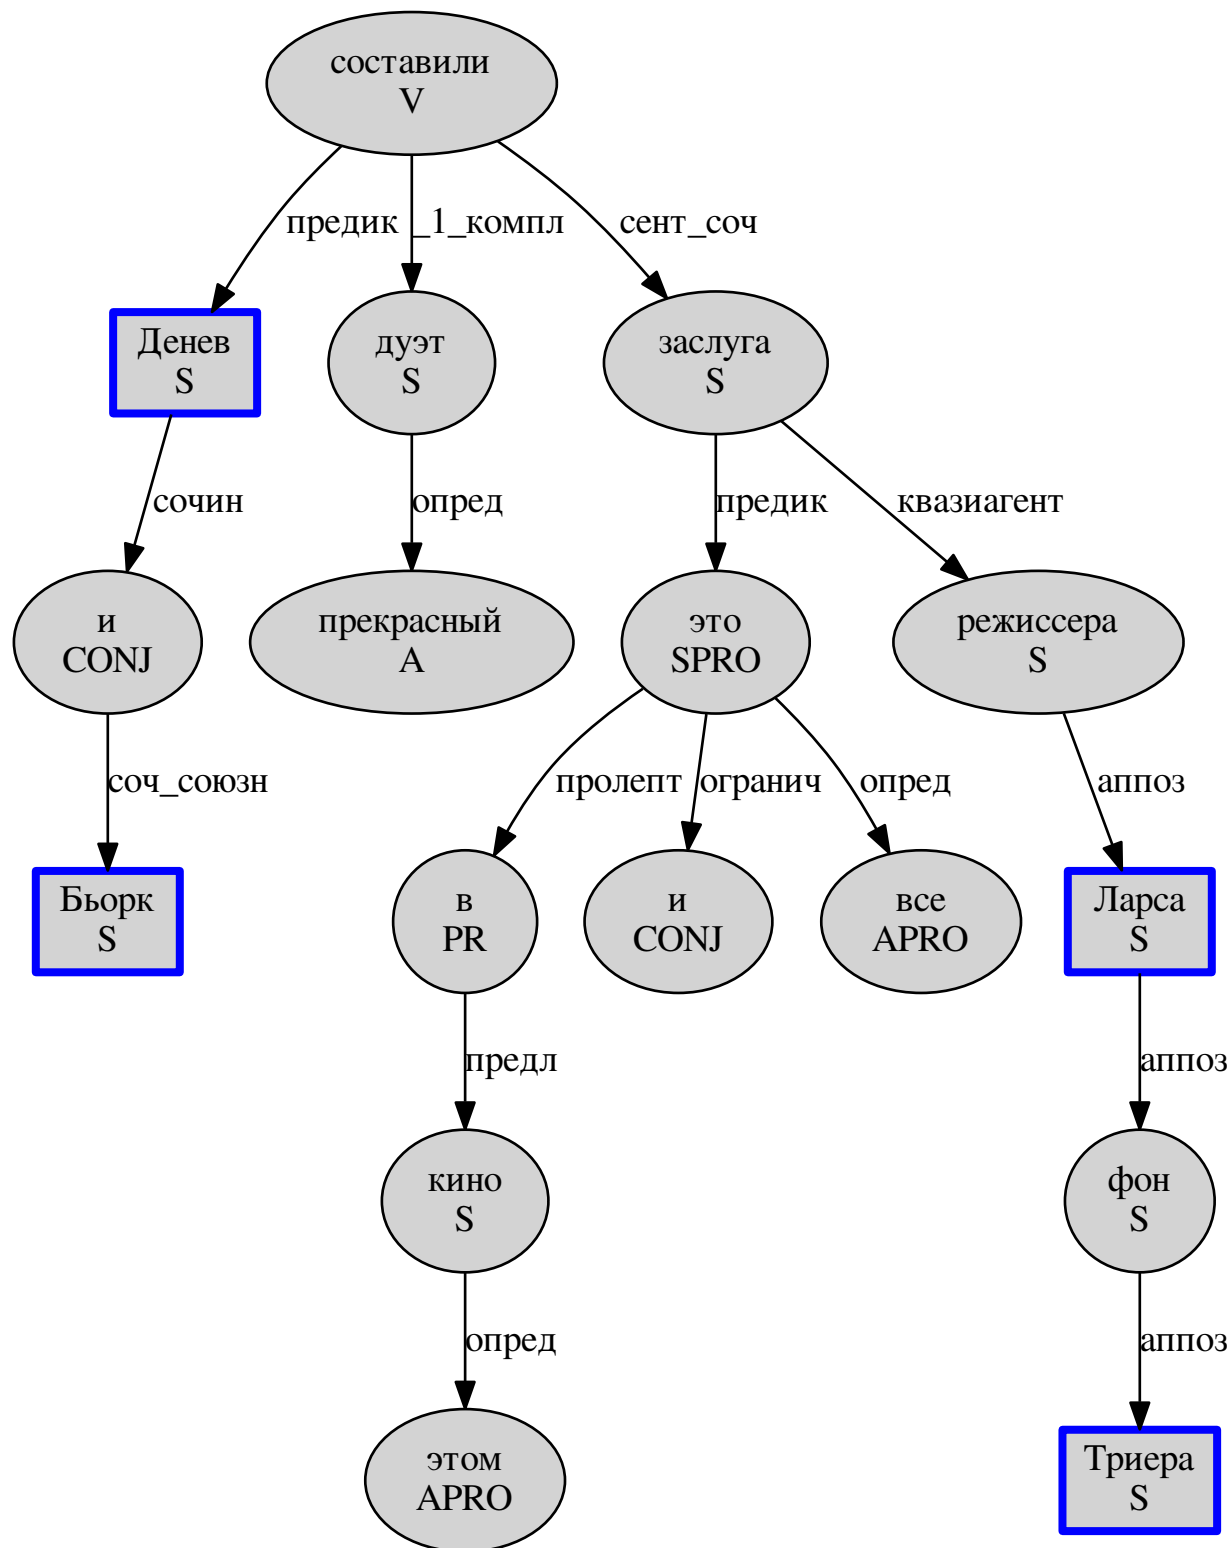 составили
V
предик
_1_компл
сент_соч
Денев
S
дуэт
S
заслуга
S
сочин
опред
предик
квазиагент
и
CONJ
прекрасный
A
это
SPRO
режиссера
S
соч_союзн
пролепт
огранич
опред
аппоз
Бьорк
S
в
PR
и
CONJ
все
APRO
Ларса
S
предл
аппоз
кино
S
фон
S
опред
аппоз
этом
APRO
Триера
S